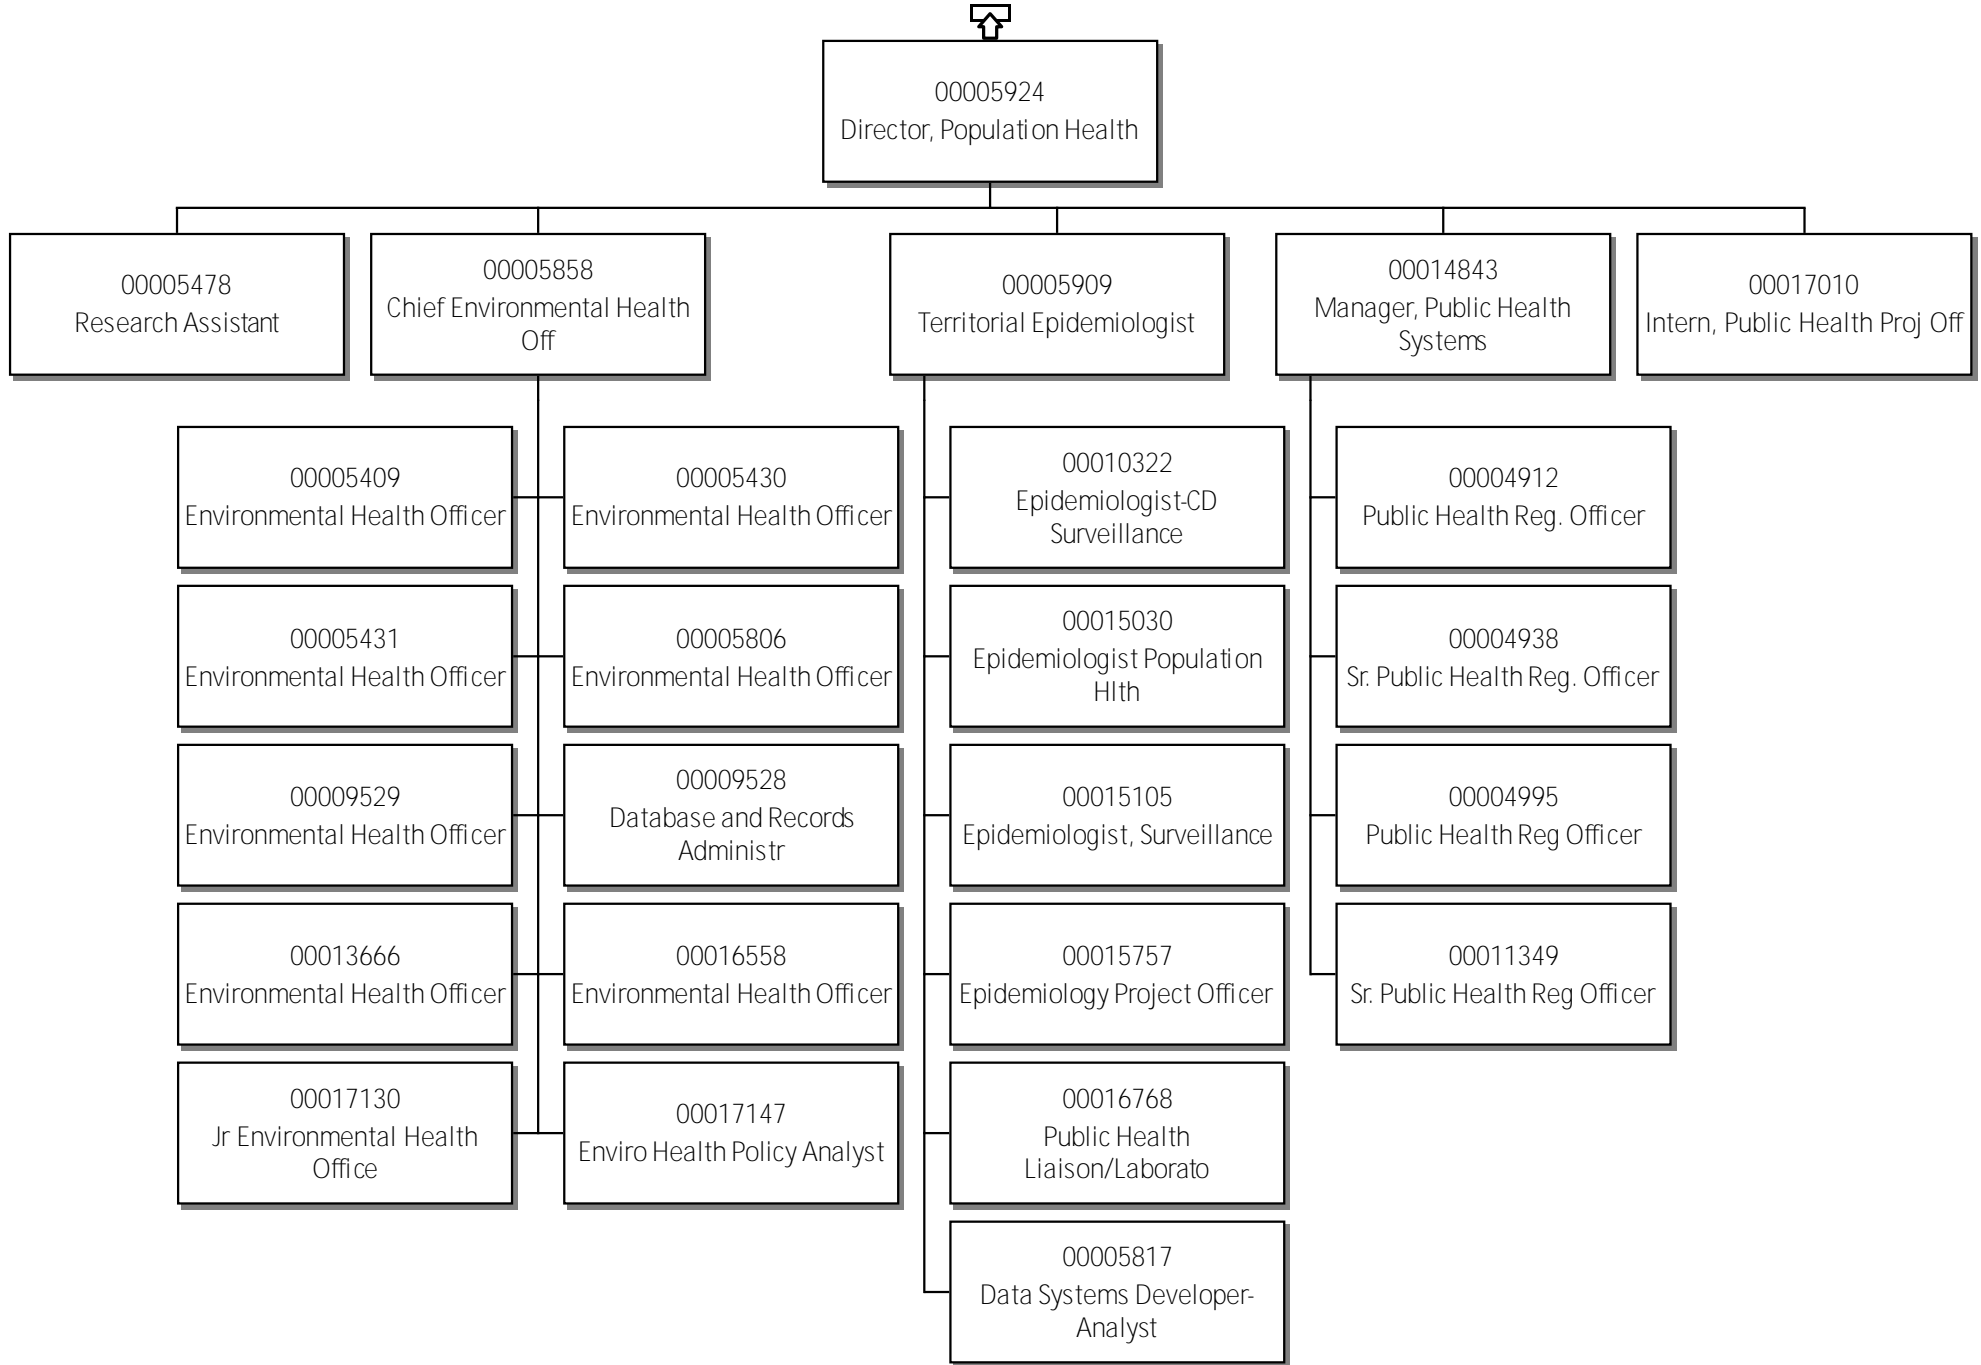 00005924
Director, Population Health
00005478
Research Assistant
00005858
Chief Environmental Health
Off
00005909
Territorial Epidemiologist
00014843
Manager, Public Health
Systems
00017010
Intern, Public Health Proj Off
00005409
Environmental Health Officer
00005430
Environmental Health Officer
00010322
Epidemiologist-CD
Surveillance
00004912
Public Health Reg. Officer
00005431
Environmental Health Officer
00005806
Environmental Health Officer
00015030
Epidemiologist Population
Hlth
00004938
Sr. Public Health Reg. Officer
00009529
Environmental Health Officer
00009528
Database and Records
Administr
00015105
Epidemiologist, Surveillance
00004995
Public Health Reg Officer
00013666
Environmental Health Officer
00016558
Environmental Health Officer
00015757
Epidemiology Project Officer
00011349
Sr. Public Health Reg Officer
00017130
Jr Environmental Health
Office
00017147
Enviro Health Policy Analyst
00016768
Public Health
Liaison/Laborato
00005817
Data Systems Developer-
Analyst